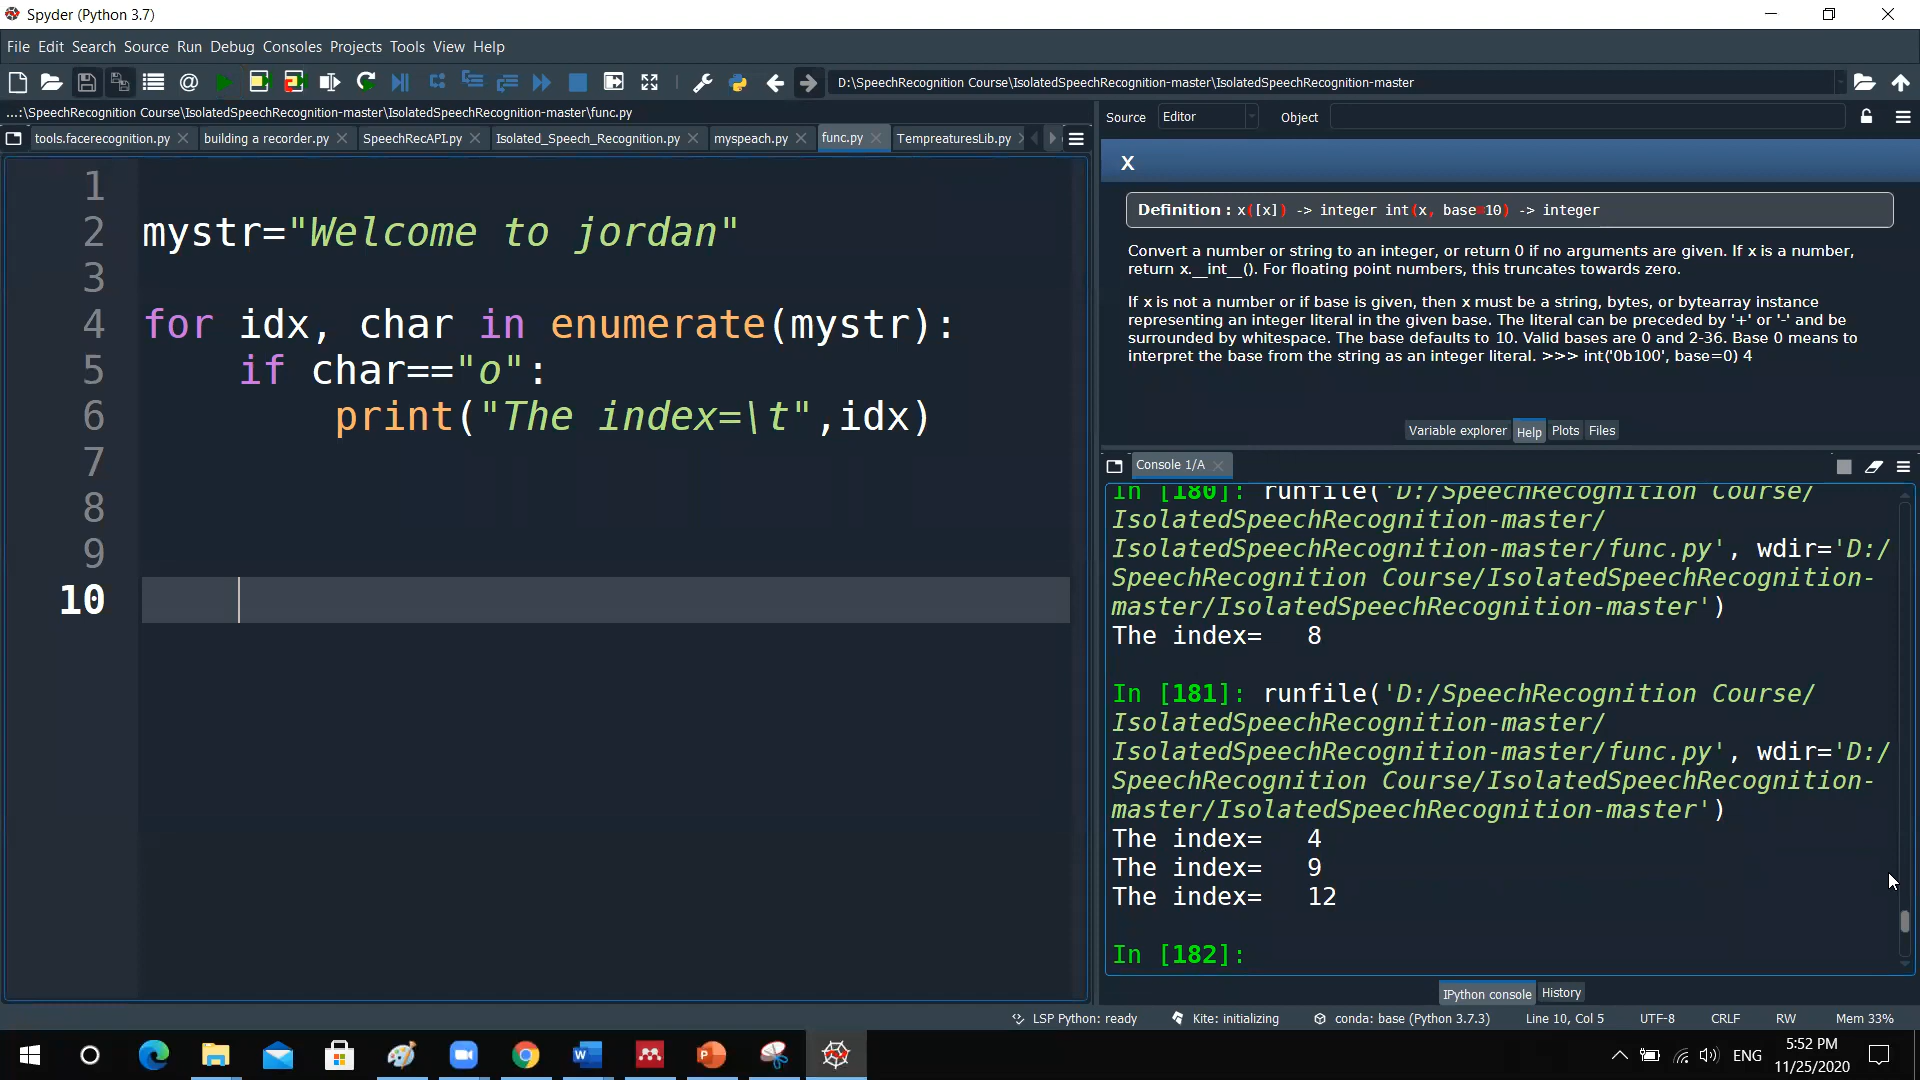 Spyder (Python 3.7)
File Edit Search Source Run Debug Consoles Projects Tools View Help
D:\SpeechRecognition Course\IsolatedSpeechRecognition-master\IsolatedSpeechRecognition-master
...:\SpeechRecognition Course\IsolatedSpeechRecognition-master\IsolatedSpeechRecognition-master\func.py
tools.facerecognition.py building a recorder.py SpeechRecAPI.py Isolated_Speech_Recognition.py myspeach.py func.py TempreaturesLib.py
1
2 mystr="Welcome to jordan"
3
4 for idx, char in enumerate(mystr):
5 if char=="o":
6 print("The index=\t",idx)
7
8
9
10
Source Editor Object
X
Definition : x([x]) -> integer int(x, base=10) -> integer
Convert a number or string to an integer, or return 0 if no arguments are given. If x is a number,
return x.__int__(). For floating point numbers, this truncates towards zero.
If x is not a number or if base is given, then x must be a string, bytes, or bytearray instance
representing an integer literal in the given base. The literal can be preceded by '+' or '-' and be
surrounded by whitespace. The base defaults to 10. Valid bases are 0 and 2-36. Base 0 means to
interpret the base from the string as an integer literal. >>> int('0b100', base=0) 4
Variable explorer Help Plots Files
Console 1/A
In [180]: runfile('D:/SpeechRecognition Course/
IsolatedSpeechRecognition-master/
IsolatedSpeechRecognition-master/func.py', wdir='D:/
SpeechRecognition Course/IsolatedSpeechRecognition-
master/IsolatedSpeechRecognition-master')
The index= 8
In [181]: runfile('D:/SpeechRecognition Course/
IsolatedSpeechRecognition-master/
IsolatedSpeechRecognition-master/func.py', wdir='D:/
SpeechRecognition Course/IsolatedSpeechRecognition-
master/IsolatedSpeechRecognition-master')
The index= 4
The index= 9
The index= 12
In [182]:
IPython console History
LSP Python: ready Kite: initializing conda: base (Python 3.7.3) Line 10, Col 5 UTF-8 CRLF RW Mem 33%
ENG
5:52 PM
11/25/2020